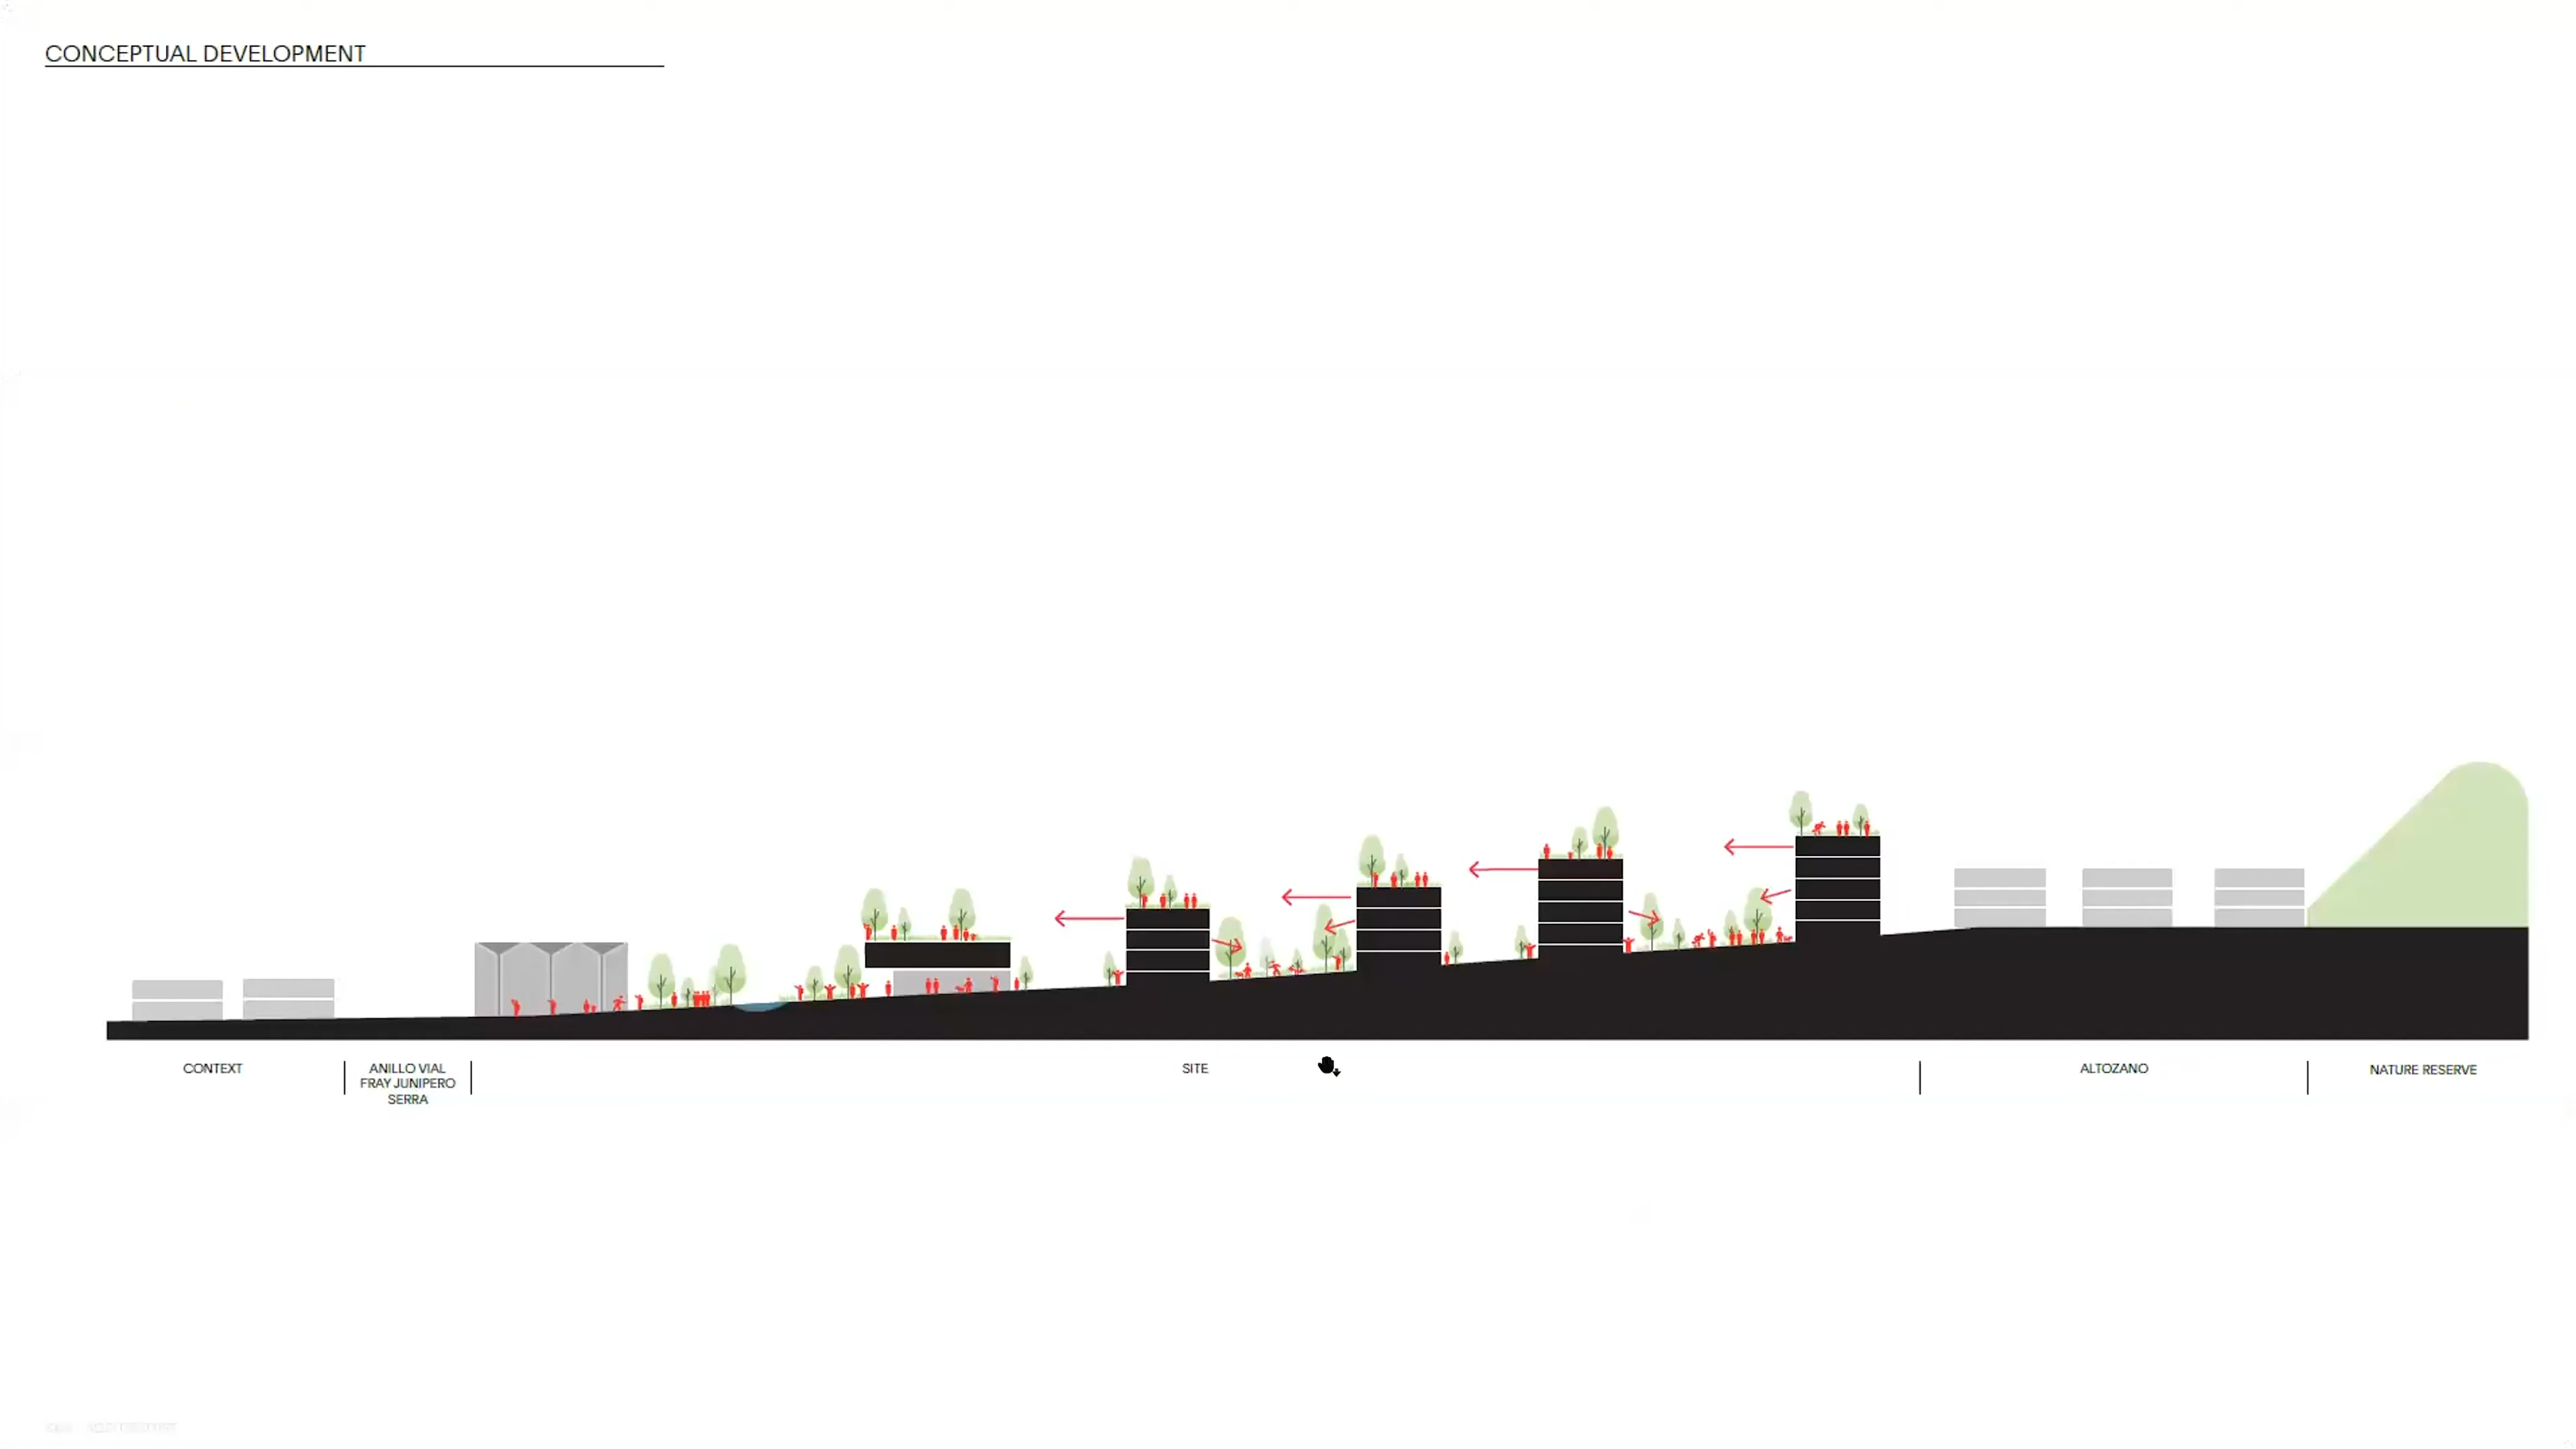 CONCEPTUAL DEVELOPMENT
CONTEXT
ANILLO VIAL
FRAY JUNIPERO
SERRA
SITE
ALTOZANO
NATURE RESERVE